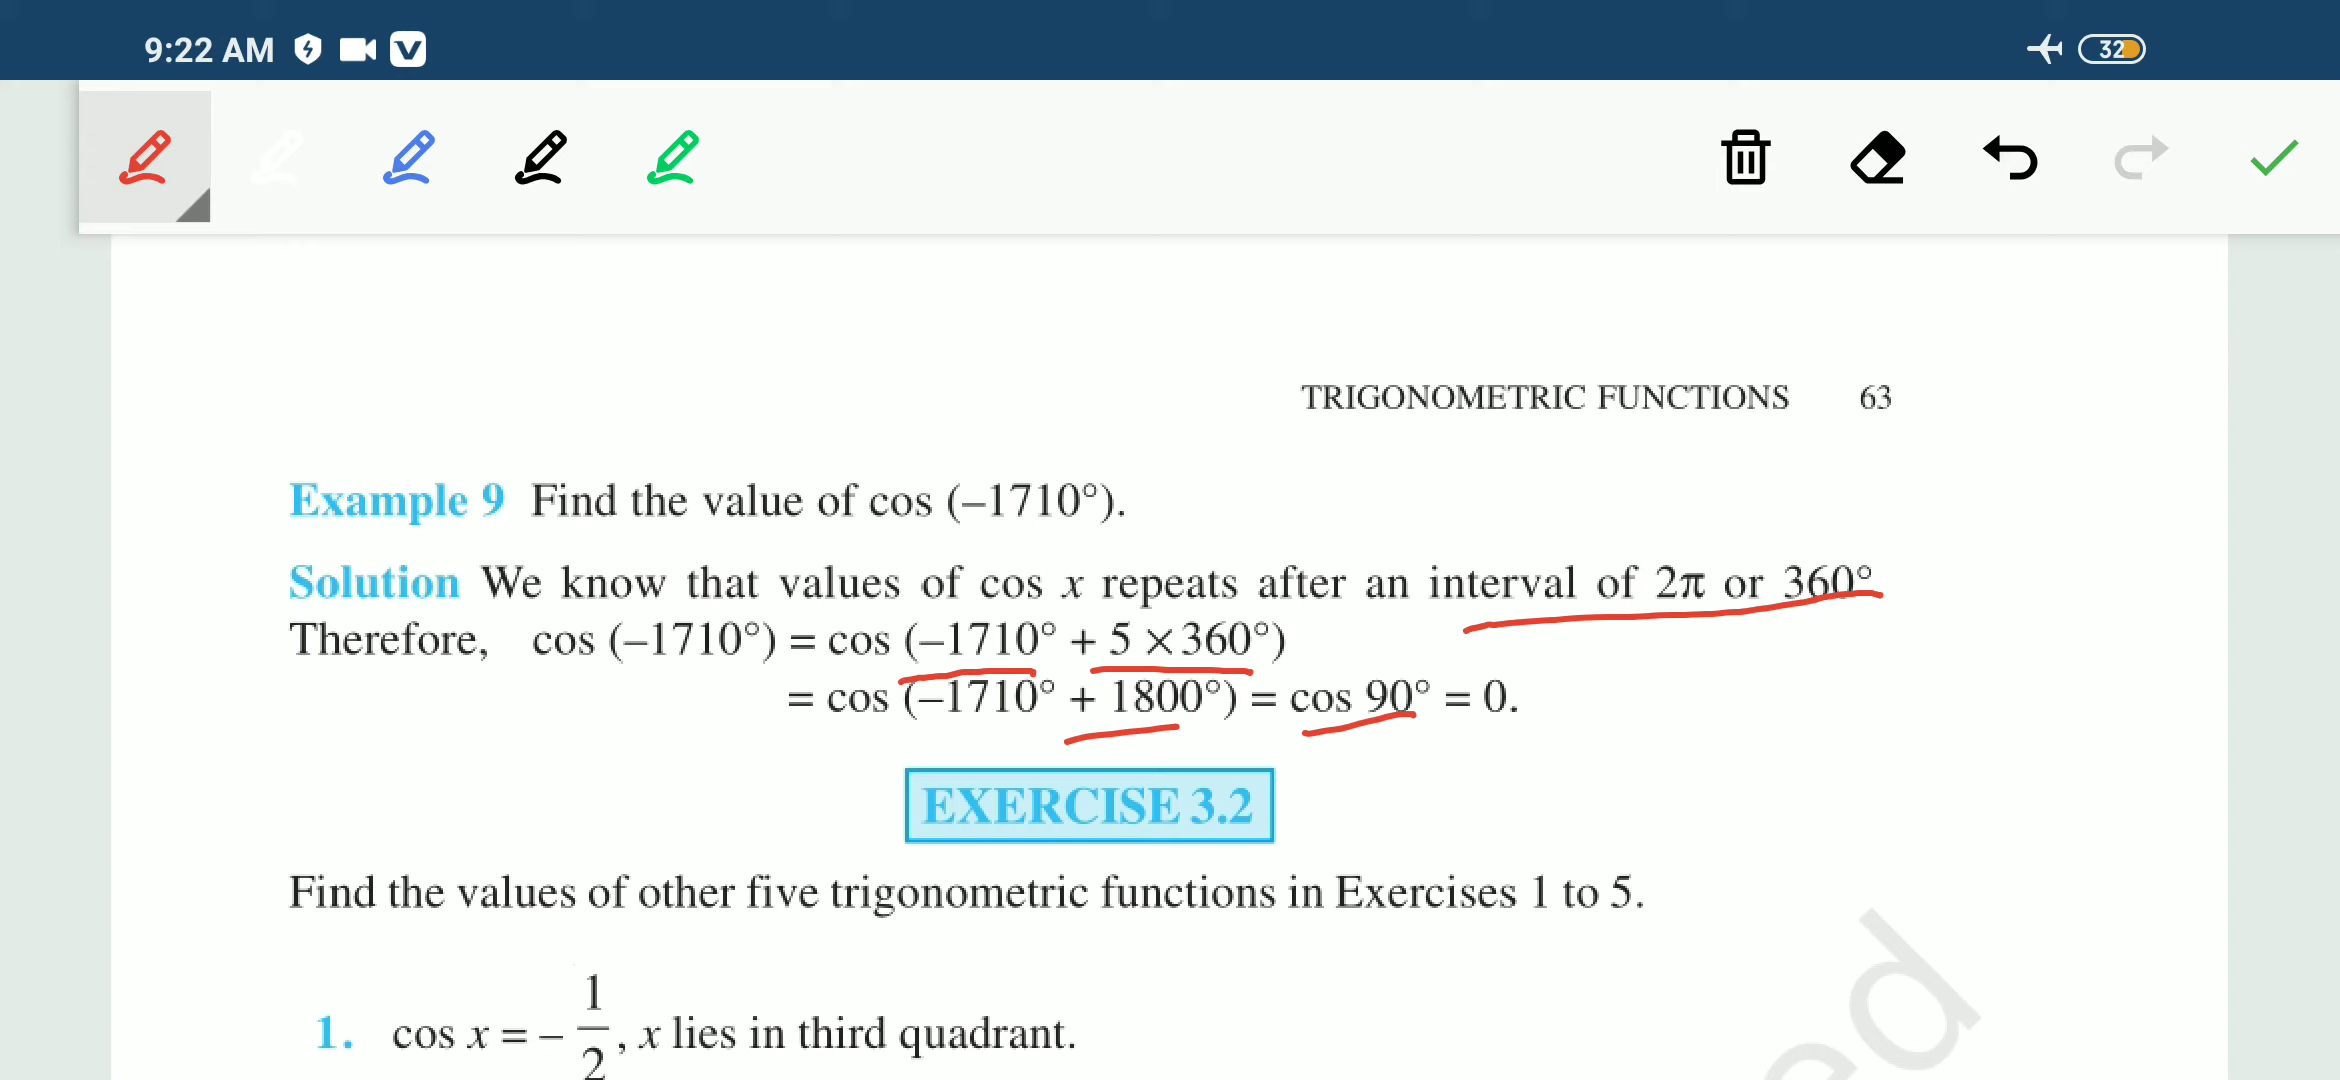 9:22 AM
32
TRIGONOMETRIC FUNCTIONS 63
Example 9 Find the value of cos (–1710°).
Solution We know that values of cos x repeats after an interval of 2π or 360°
Therefore, cos (–1710°) = cos (–1710° + 5 ×360°)
= cos (–1710° + 1800°) = cos 90° = 0.
EXERCISE 3.2
Find the values of other five trigonometric functions in Exercises 1 to 5.
1. cos x = – 1/2, x lies in third quadrant.
ed